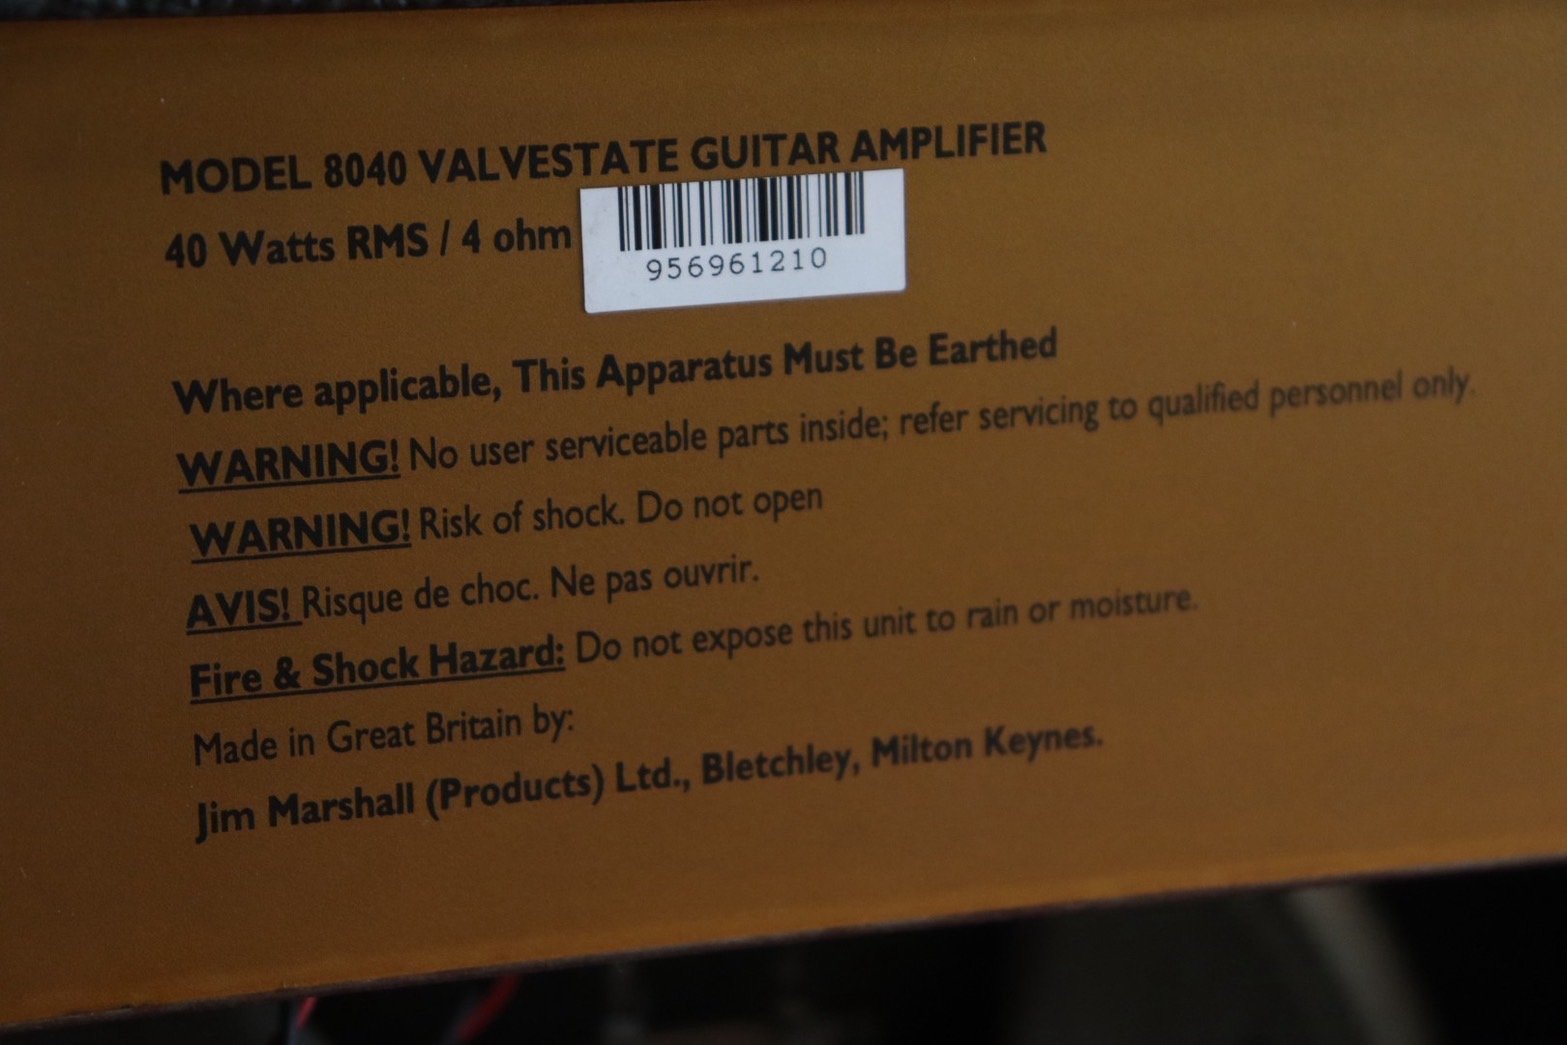 MODEL 8040 VALVESTATE GUITAR AMPLIFIER
40 Watts RMS / 4 ohm
956961210
Where applicable, This Apparatus Must Be Earthed
WARNING! No user serviceable parts inside; refer servicing to qualified personnel only.
WARNING! Risk of shock. Do not open
AVIS! Risque de choc. Ne pas ouvrir.
Fire & Shock Hazard: Do not expose this unit to rain or moisture.
Made in Great Britain by:
Jim Marshall (Products) Ltd., Bletchley, Milton Keynes.